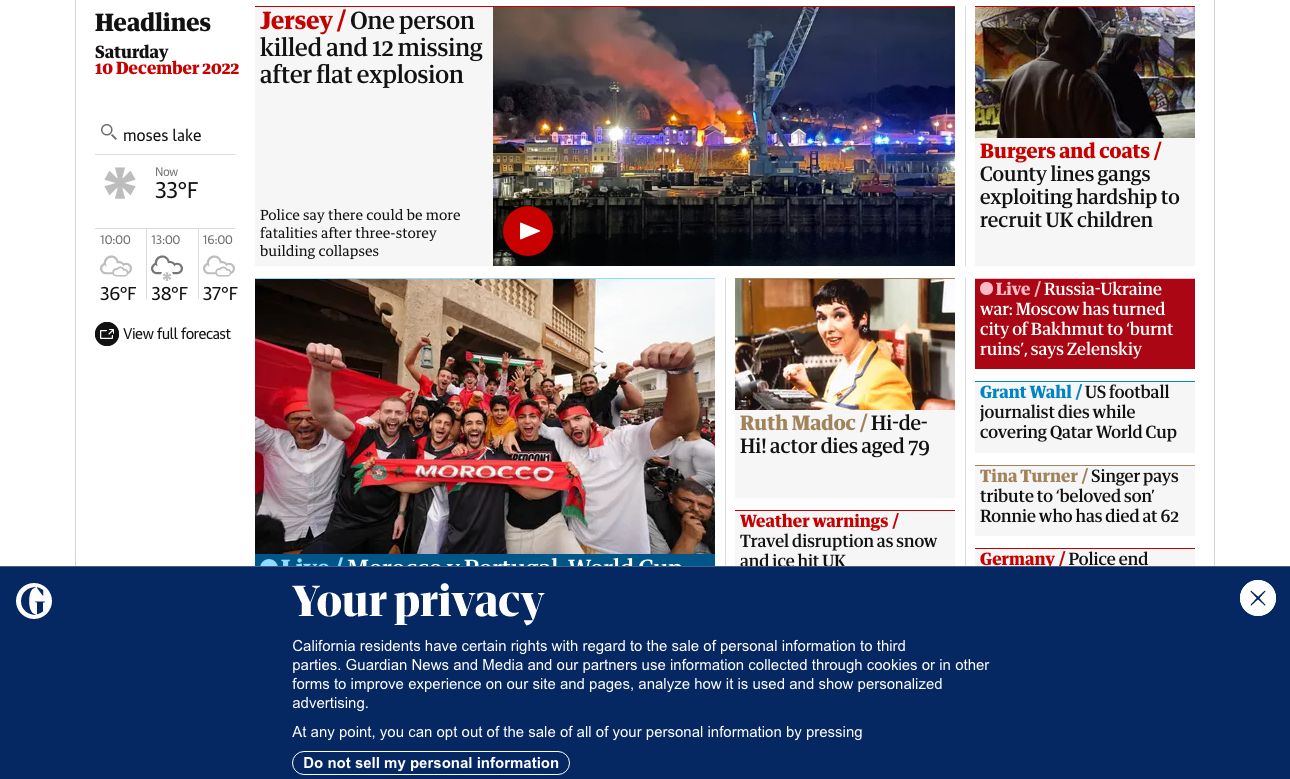 Headlines
Saturday
10 December 2022
moses lake
Now
33°F
10:00
36°F
13:00
38°F
16:00
37°F
View full forecast
Jersey / One person
killed and 12 missing
after flat explosion
Police say there could be more
fatalities after three-storey
building collapses
Burgers and coats /
County lines gangs
exploiting hardship to
recruit UK children
MOROCCO
Live / Morocco v Portugal: World Cup
Ruth Madoc / Hi-de-
Hi! actor dies aged 79
Weather warnings /
Travel disruption as snow
and ice hit UK
Live / Russia-Ukraine
war: Moscow has turned
city of Bakhmut to ‘burnt
ruins’, says Zelenskiy
Grant Wahl / US football
journalist dies while
covering Qatar World Cup
Tina Turner / Singer pays
tribute to ‘beloved son’
Ronnie who has died at 62
Germany / Police end
G
Your privacy
California residents have certain rights with regard to the sale of personal information to third
parties. Guardian News and Media and our partners use information collected through cookies or in other
forms to improve experience on our site and pages, analyze how it is used and show personalized
advertising.
At any point, you can opt out of the sale of all of your personal information by pressing
Do not sell my personal information